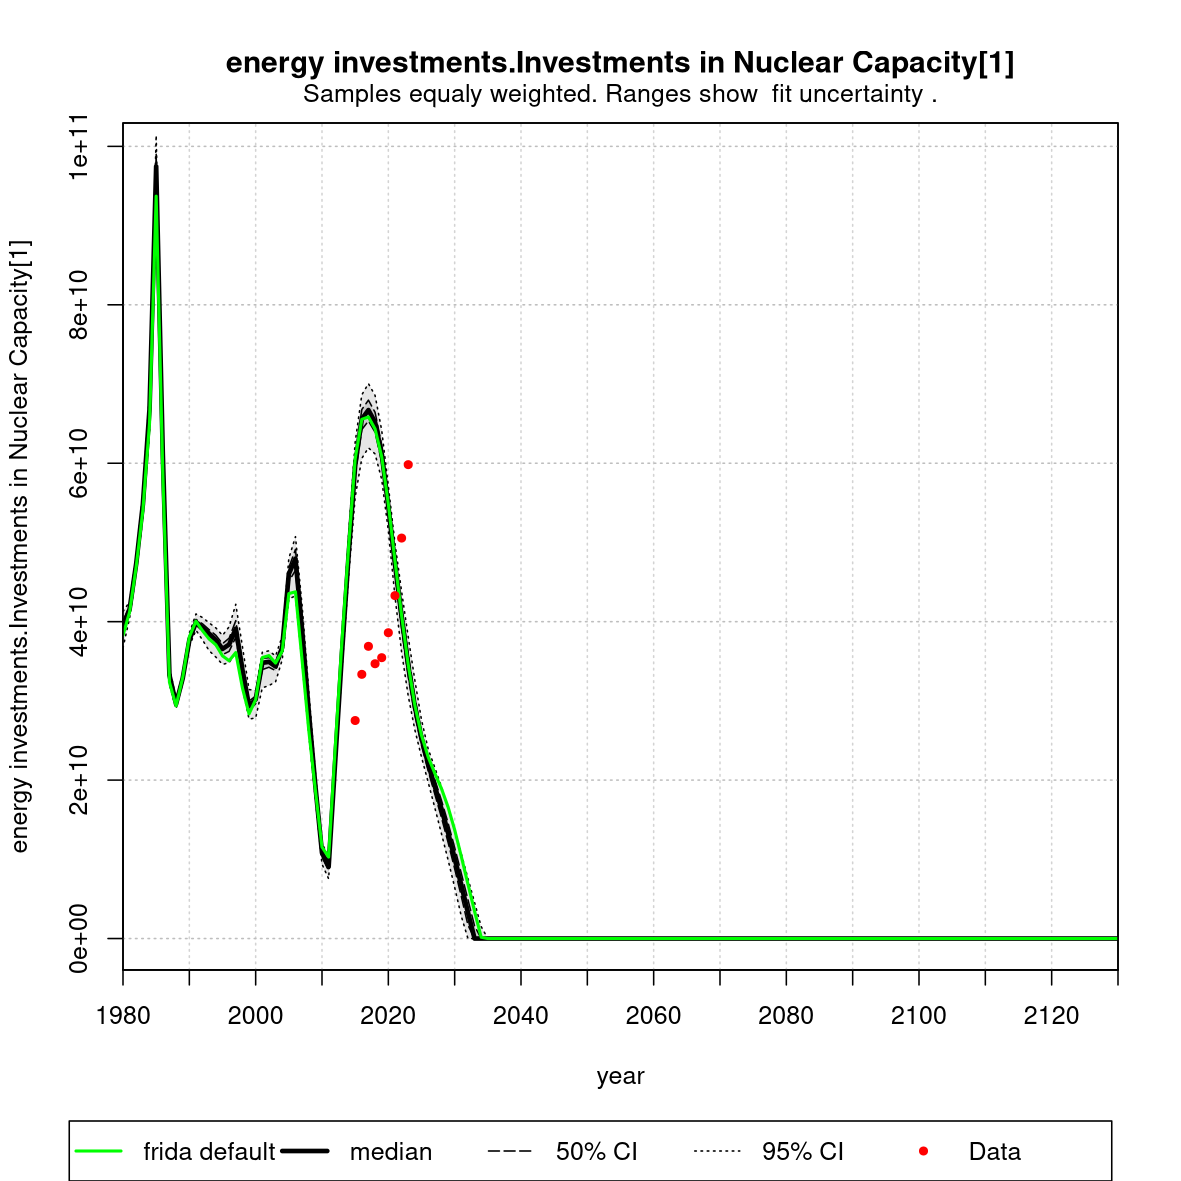 energy investments.Investments in Nuclear Capacity[1]
Samples equaly weighted. Ranges show  fit uncertainty .
energy investments.Investments in Nuclear Capacity[1]
1e+11
8e+10
6e+10
4e+10
2e+10
0e+00
1980 2000 2020 2040 2060 2080 2100 2120
year
frida default median 50% CI 95% CI Data